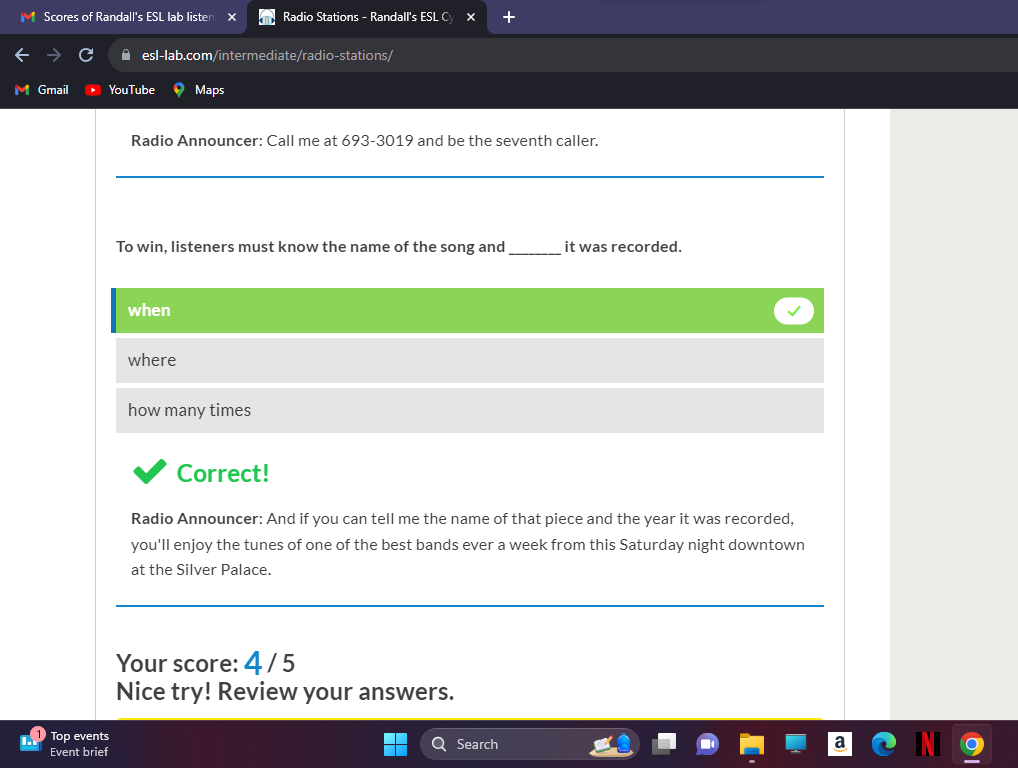 Scores of Randall's ESL lab listen
Radio Stations - Randall's ESL Cy
esl-lab.com/intermediate/radio-stations/
Gmail
YouTube
Maps
Radio Announcer: Call me at 693-3019 and be the seventh caller.
To win, listeners must know the name of the song and ________ it was recorded.
when
where
how many times
Correct!
Radio Announcer: And if you can tell me the name of that piece and the year it was recorded,
you'll enjoy the tunes of one of the best bands ever a week from this Saturday night downtown
at the Silver Palace.
Your score: 4 / 5
Nice try! Review your answers.
1
Top events
Event brief
Search
a
N